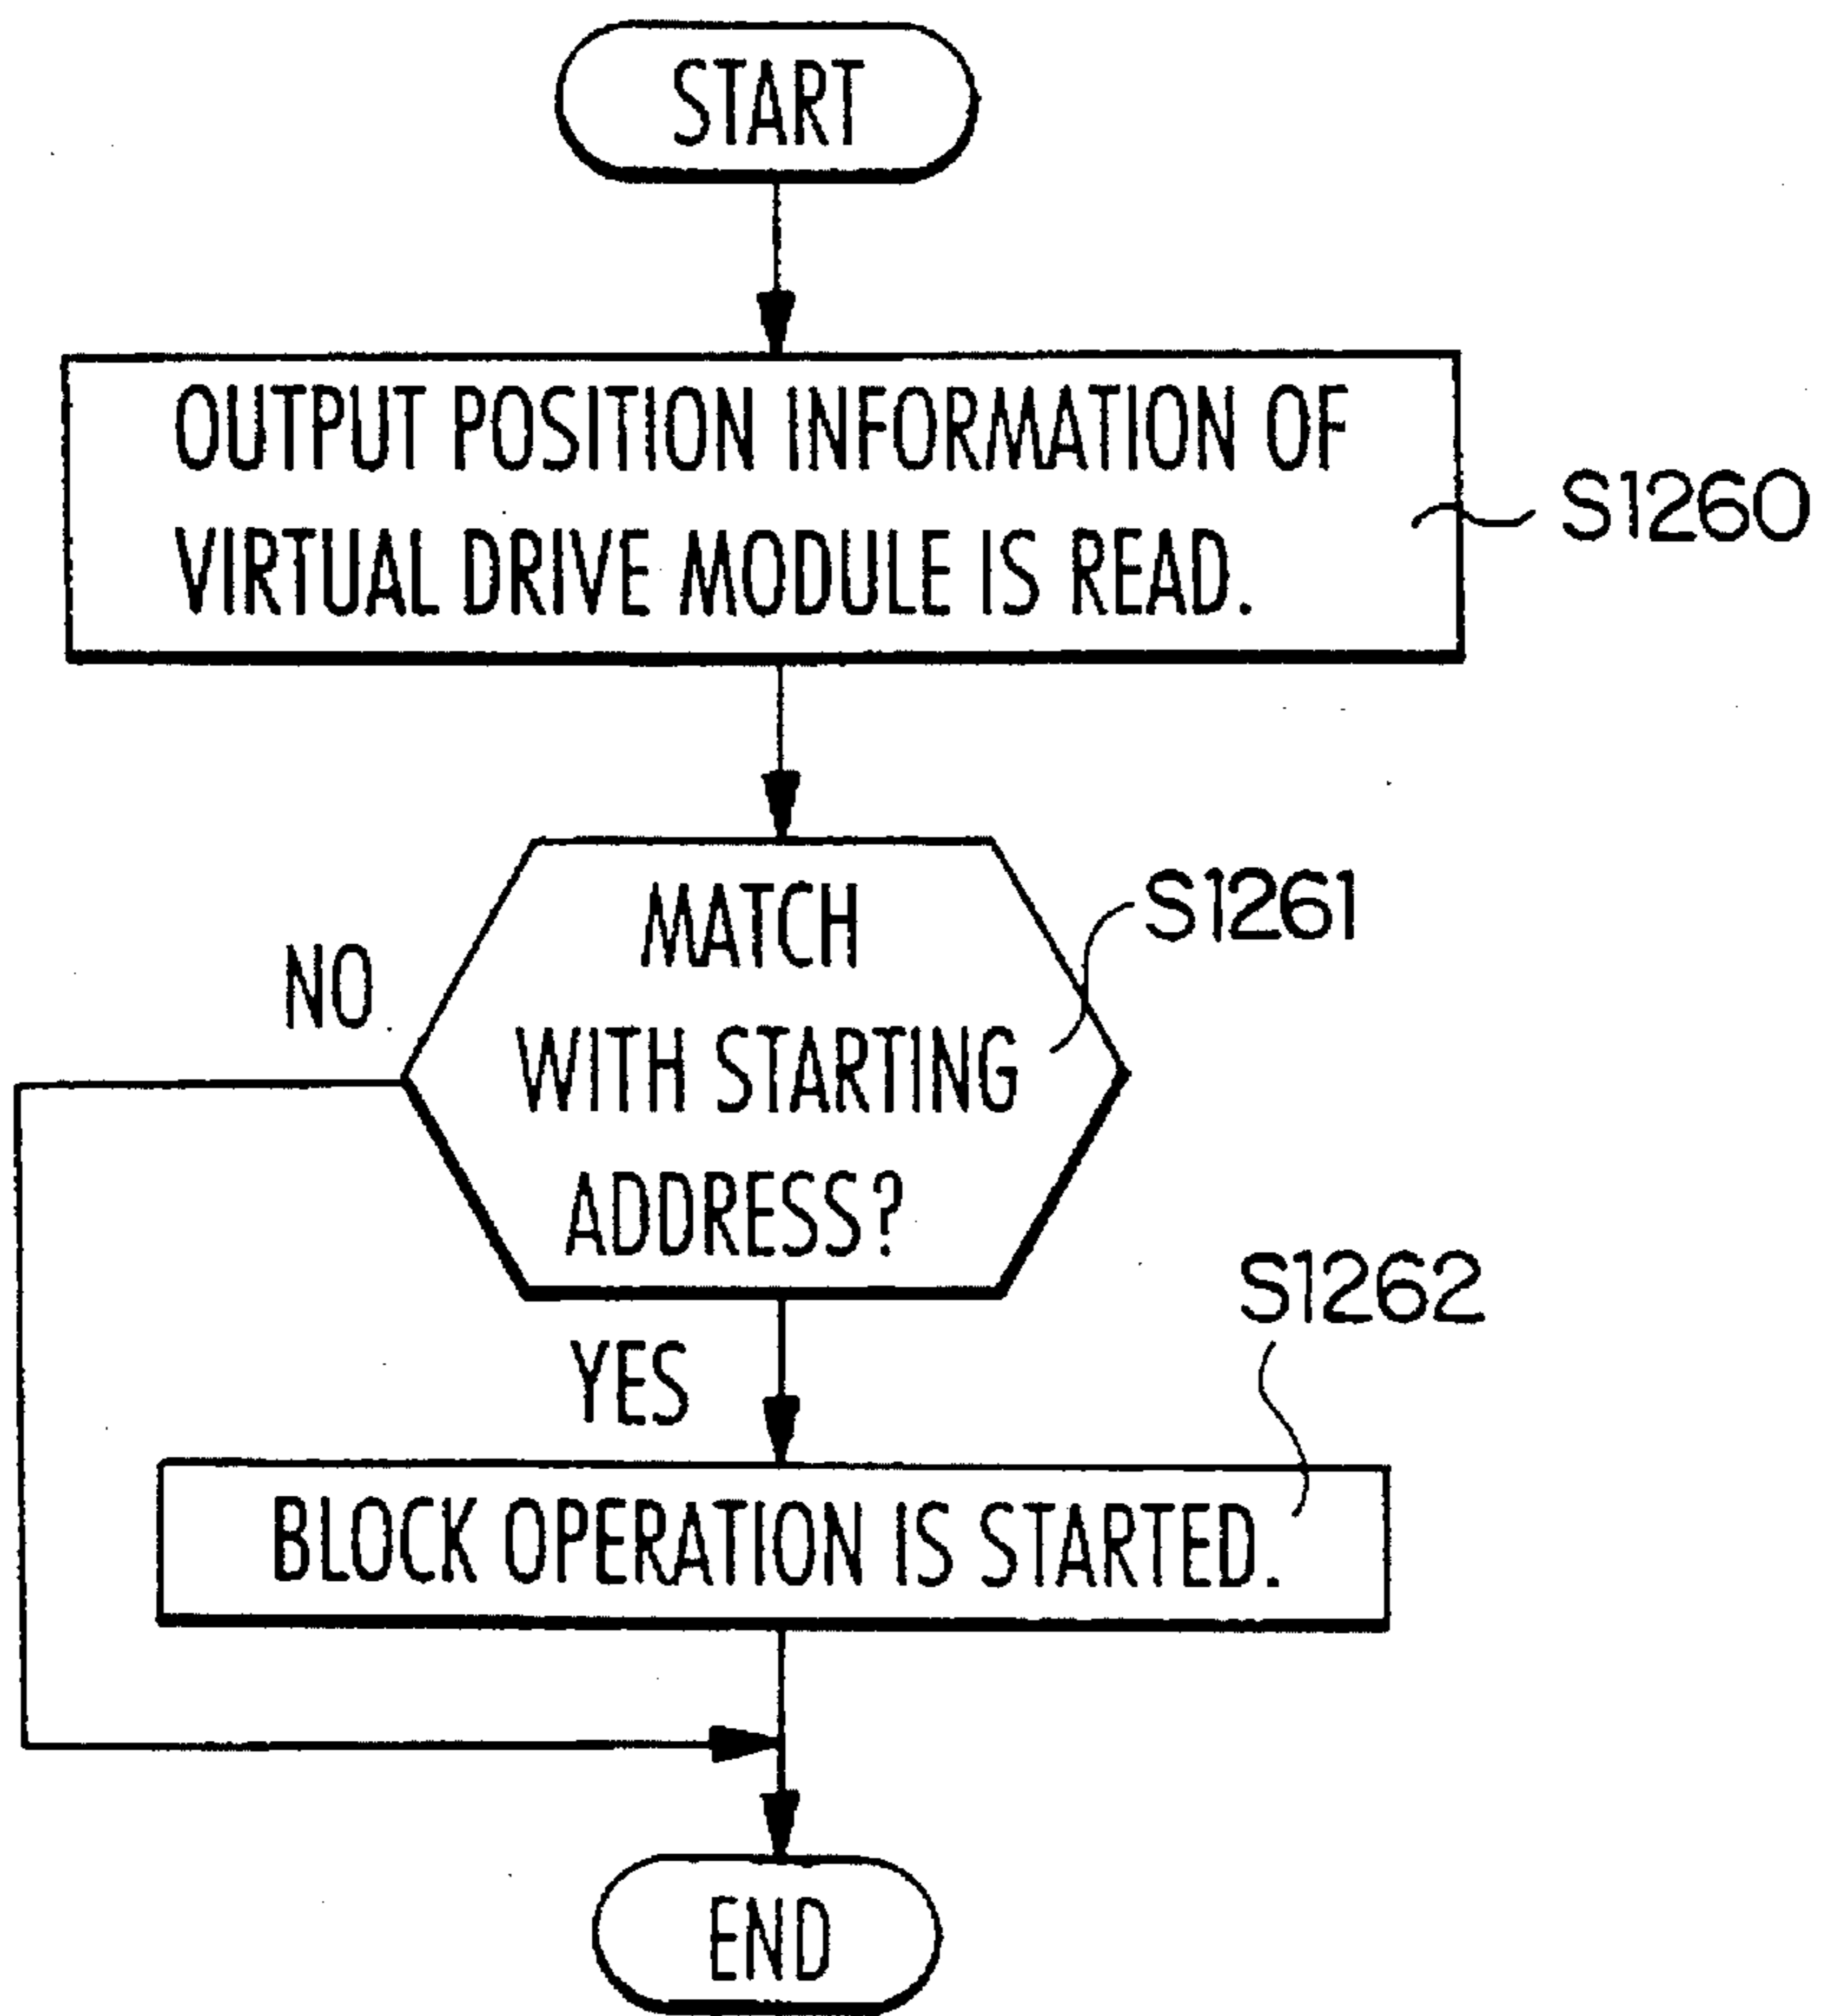 START
OUTPUT POSITION INFORMATION OF
VIRTUAL DRIVE MODULE IS READ.
S1260
MATCH
WITH STARTING
ADDRESS?
S1261
NO
YES
S1262
BLOCK OPERATION IS STARTED.
END